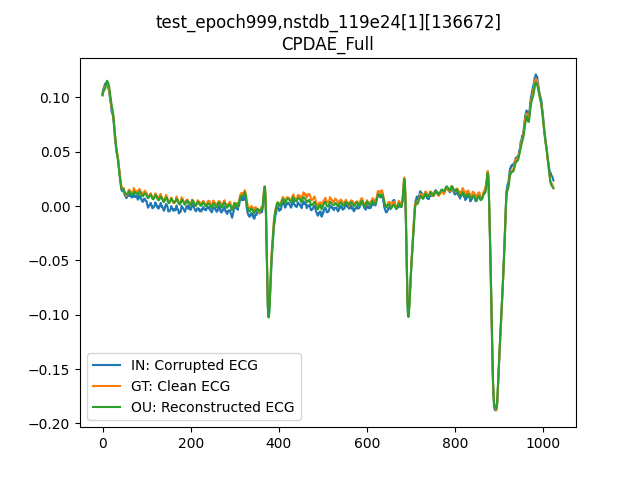 test_epoch999,nstdb_119e24[1][136672]
CPDAE_Full
0.10
0.05
0.00
−0.05
−0.10
−0.15
−0.20
IN: Corrupted ECG
GT: Clean ECG
OU: Reconstructed ECG
0 200 400 600 800 1000